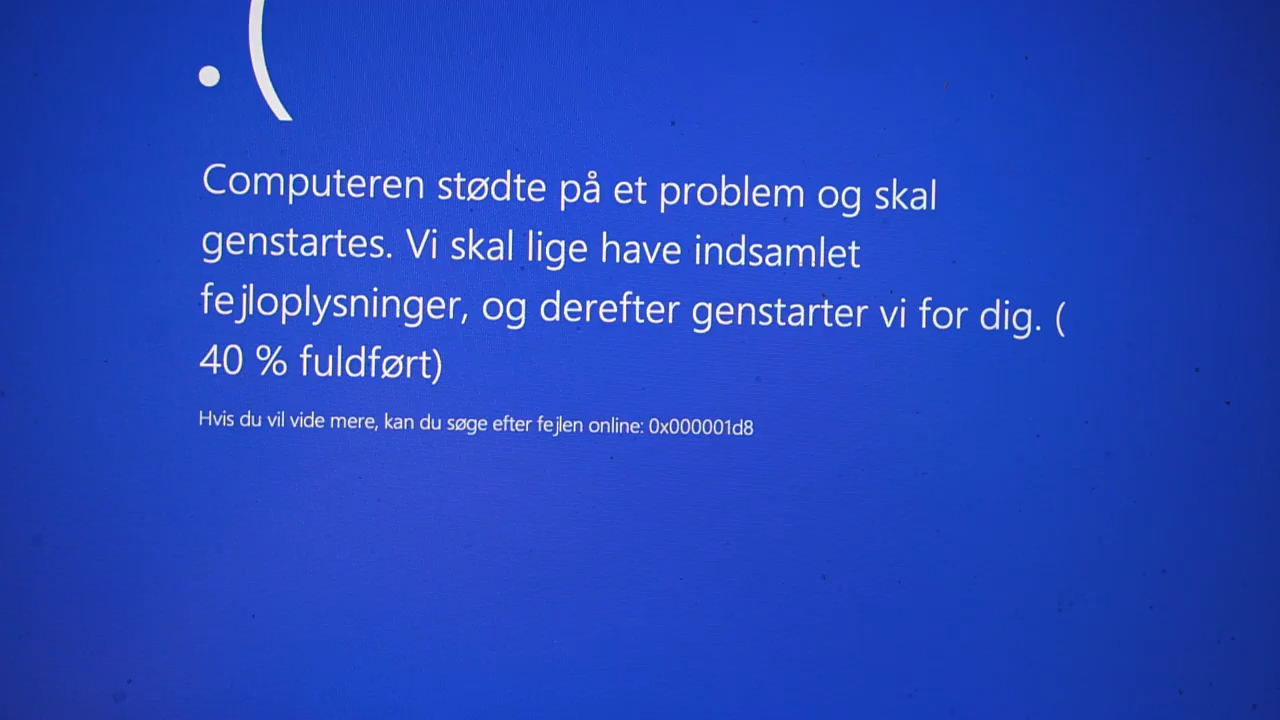 :(
Computeren stødte på et problem og skal
genstartes. Vi skal lige have indsamlet
fejloplysninger, og derefter genstarter vi for dig. (
40 % fuldført)
Hvis du vil vide mere, kan du søge efter fejlen online: 0x000001d8